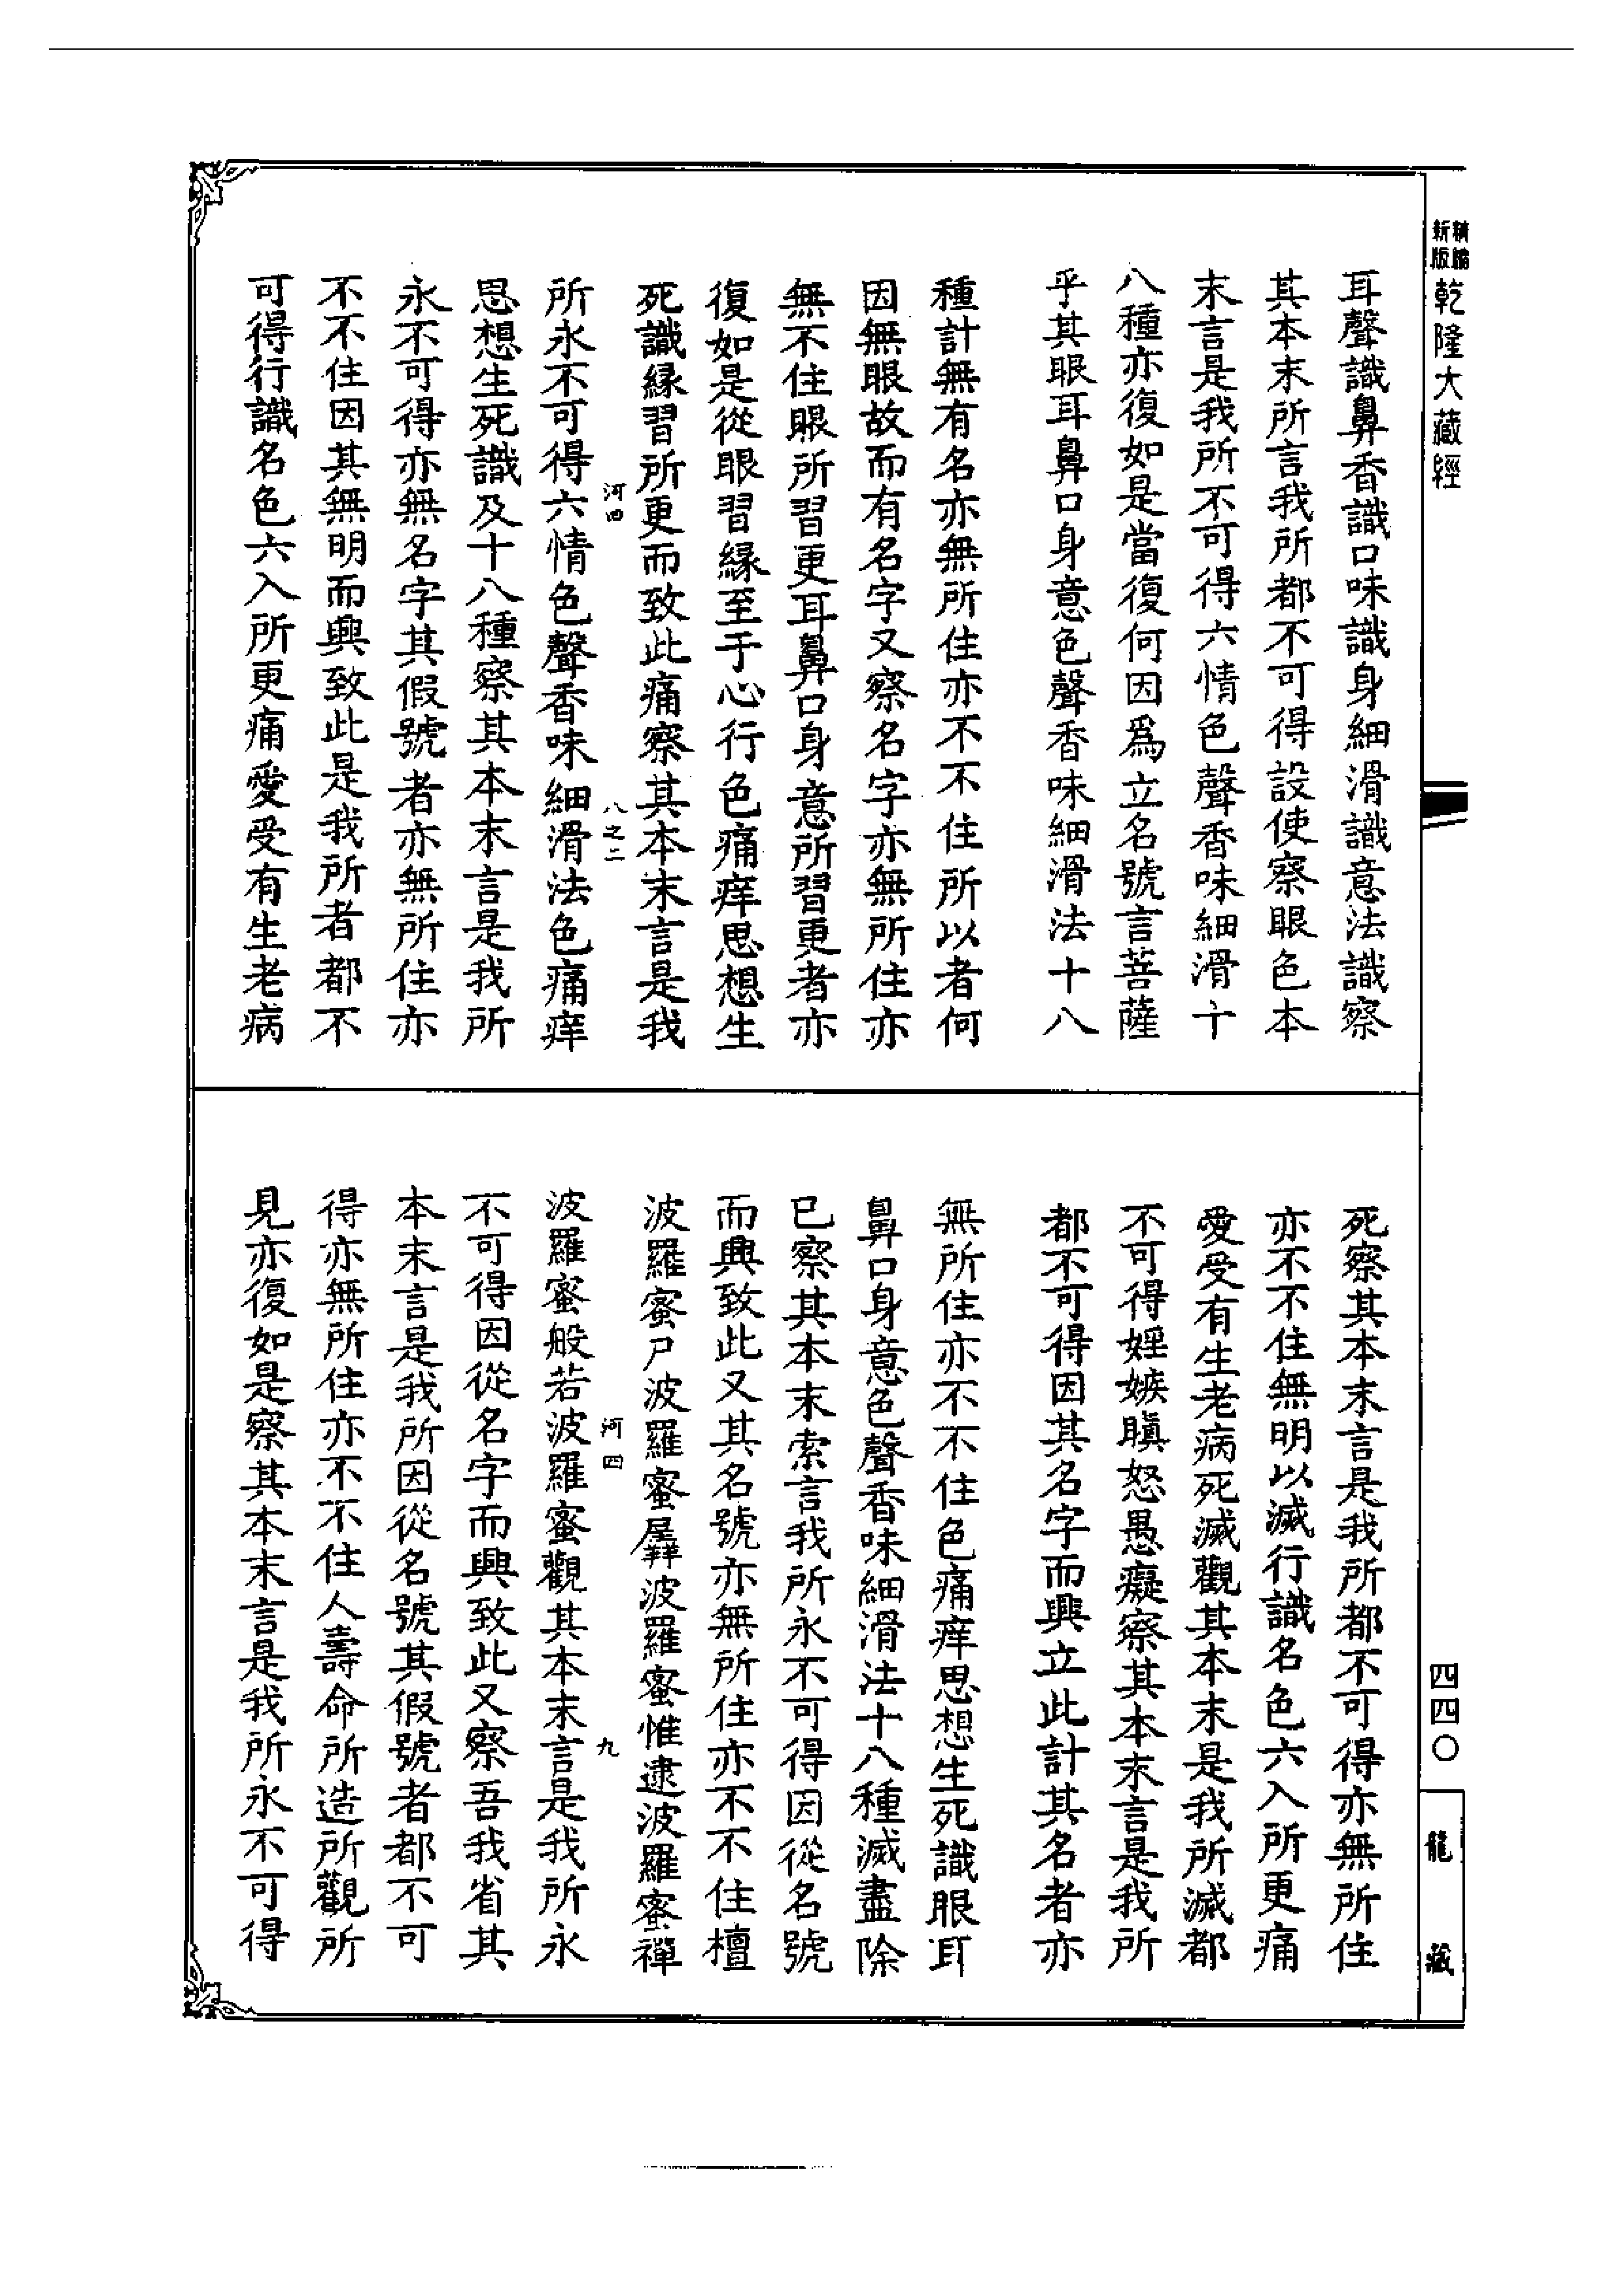 精縮新版乾隆大藏經
耳聲識鼻香識口味識身細滑識意法識察
其本末所言我所都不可得設使察眼色本
末言是我所不可得六情色聲香味細滑十
八種亦復如是當復何因爲立名號言菩薩
乎其眼耳鼻口身意色聲香味細滑法十八
種計無有名亦無所住亦不不住所以者何
因無眼故而有名字又察名字亦無所住亦
無不住眼所習更耳鼻口身意所習更者亦
復如是從眼習緣至于心行色痛痒思想生
死識緣習所更而致此痛察其本末言是我
河四 八之二
所永不可得六情色聲香味細滑法色痛痒
思想生死識及十八種察其本末言是我所
永不可得亦無名字其假號者亦無所住亦
不不住因其無明而興致此是我所者都不
可得行識名色六入所更痛愛受有生老病
死察其本末言是我所都不可得亦無所住
亦不不住無明以滅行識名色六入所更痛
愛受有生老病死滅觀其本末是我所滅都
不可得婬嫉瞋怒愚癡察其本末言是我所
都不可得因其名字而興立此計其名者亦
無所住亦不不住色痛痒思想生死識眼耳
鼻口身意色聲香味細滑法十八種滅盡除
已察其本末索言我所永不可得因從名號
而興致此又其名號亦無所住亦不不住檀
波羅蜜尸波羅蜜羼波羅蜜惟逮波羅蜜禪
河四 九
波羅蜜般若波羅蜜觀其本末言是我所永
不可得因從名字而興致此又察吾我省其
本末言是我所因從名號其假號者都不可
得亦無所住亦不不住人壽命所造所觀所
見亦復如是察其本末言是我所永不可得
四四〇
龍藏